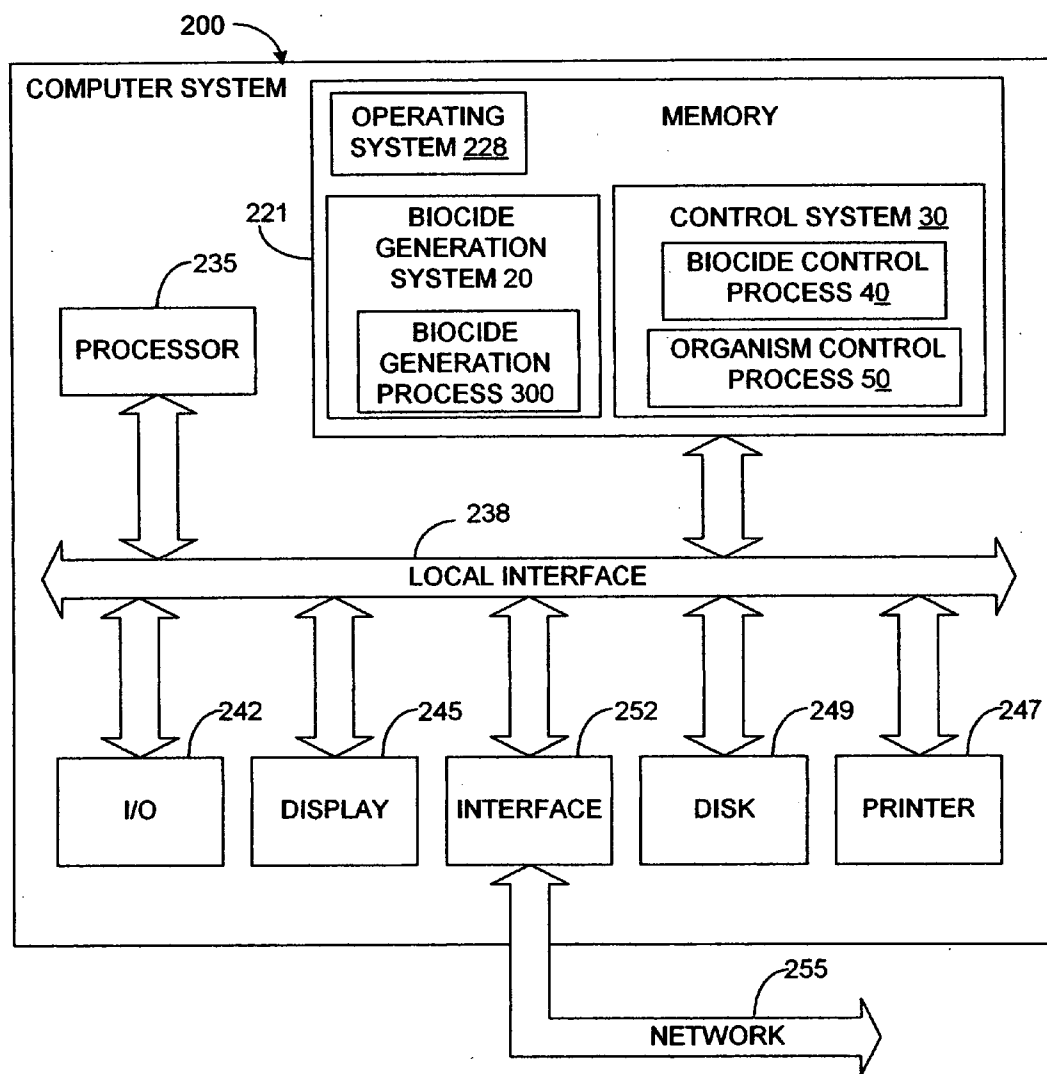 200
COMPUTER SYSTEM
MEMORY
OPERATING
SYSTEM 228
221
BIOCIDE
GENERATION
SYSTEM 20
BIOCIDE
GENERATION
PROCESS 300
CONTROL SYSTEM 30
BIOCIDE CONTROL
PROCESS 40
ORGANISM CONTROL
PROCESS 50
235
PROCESSOR
238
LOCAL INTERFACE
242
245
252
249
247
I/O
DISPLAY
INTERFACE
DISK
PRINTER
255
NETWORK